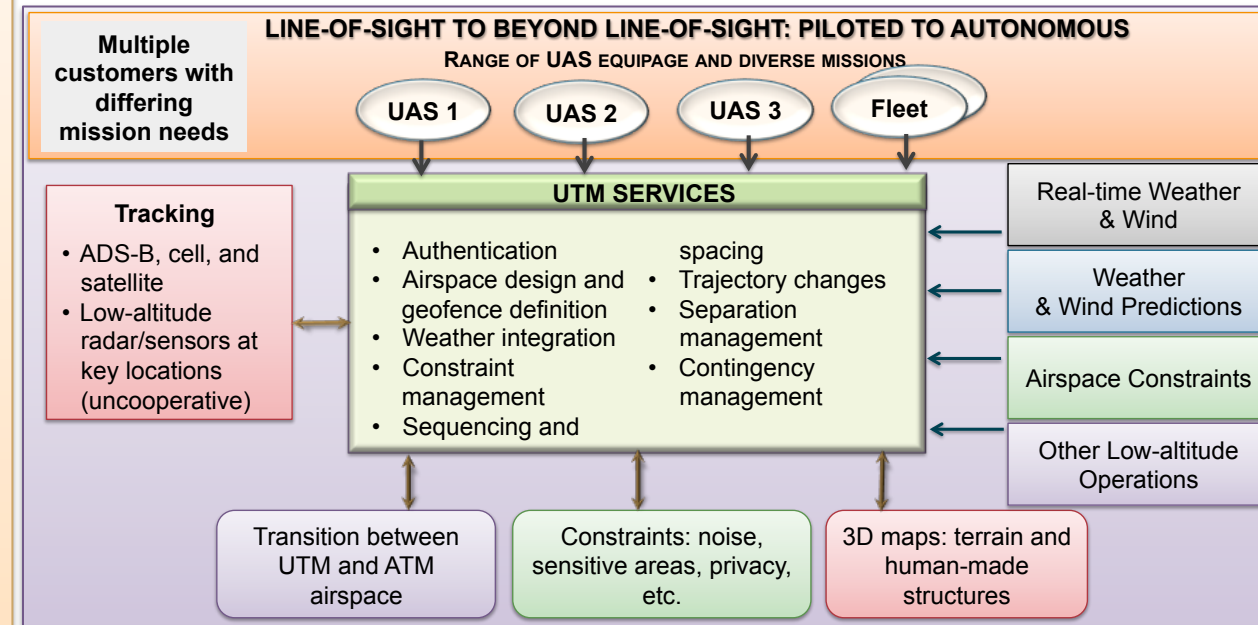 Multiple
customers with
differing
mission needs
LINE-OF-SIGHT TO BEYOND LINE-OF-SIGHT: PILOTED TO AUTONOMOUS
RANGE OF UAS EQUIPAGE AND DIVERSE MISSIONS
UAS 1
UAS 2
UAS 3
Fleet
Tracking
• ADS-B, cell, and
satellite
• Low-altitude
radar/sensors at
key locations
(uncooperative)
UTM SERVICES
• Authentication
• Airspace design and
geofence definition
• Weather integration
• Constraint
management
• Sequencing and
spacing
• Trajectory changes
• Separation
management
• Contingency
management
Real-time Weather
& Wind
Weather
& Wind Predictions
Airspace Constraints
Other Low-altitude
Operations
Transition between
UTM and ATM
airspace
Constraints: noise,
sensitive areas, privacy,
etc.
3D maps: terrain and
human-made
structures